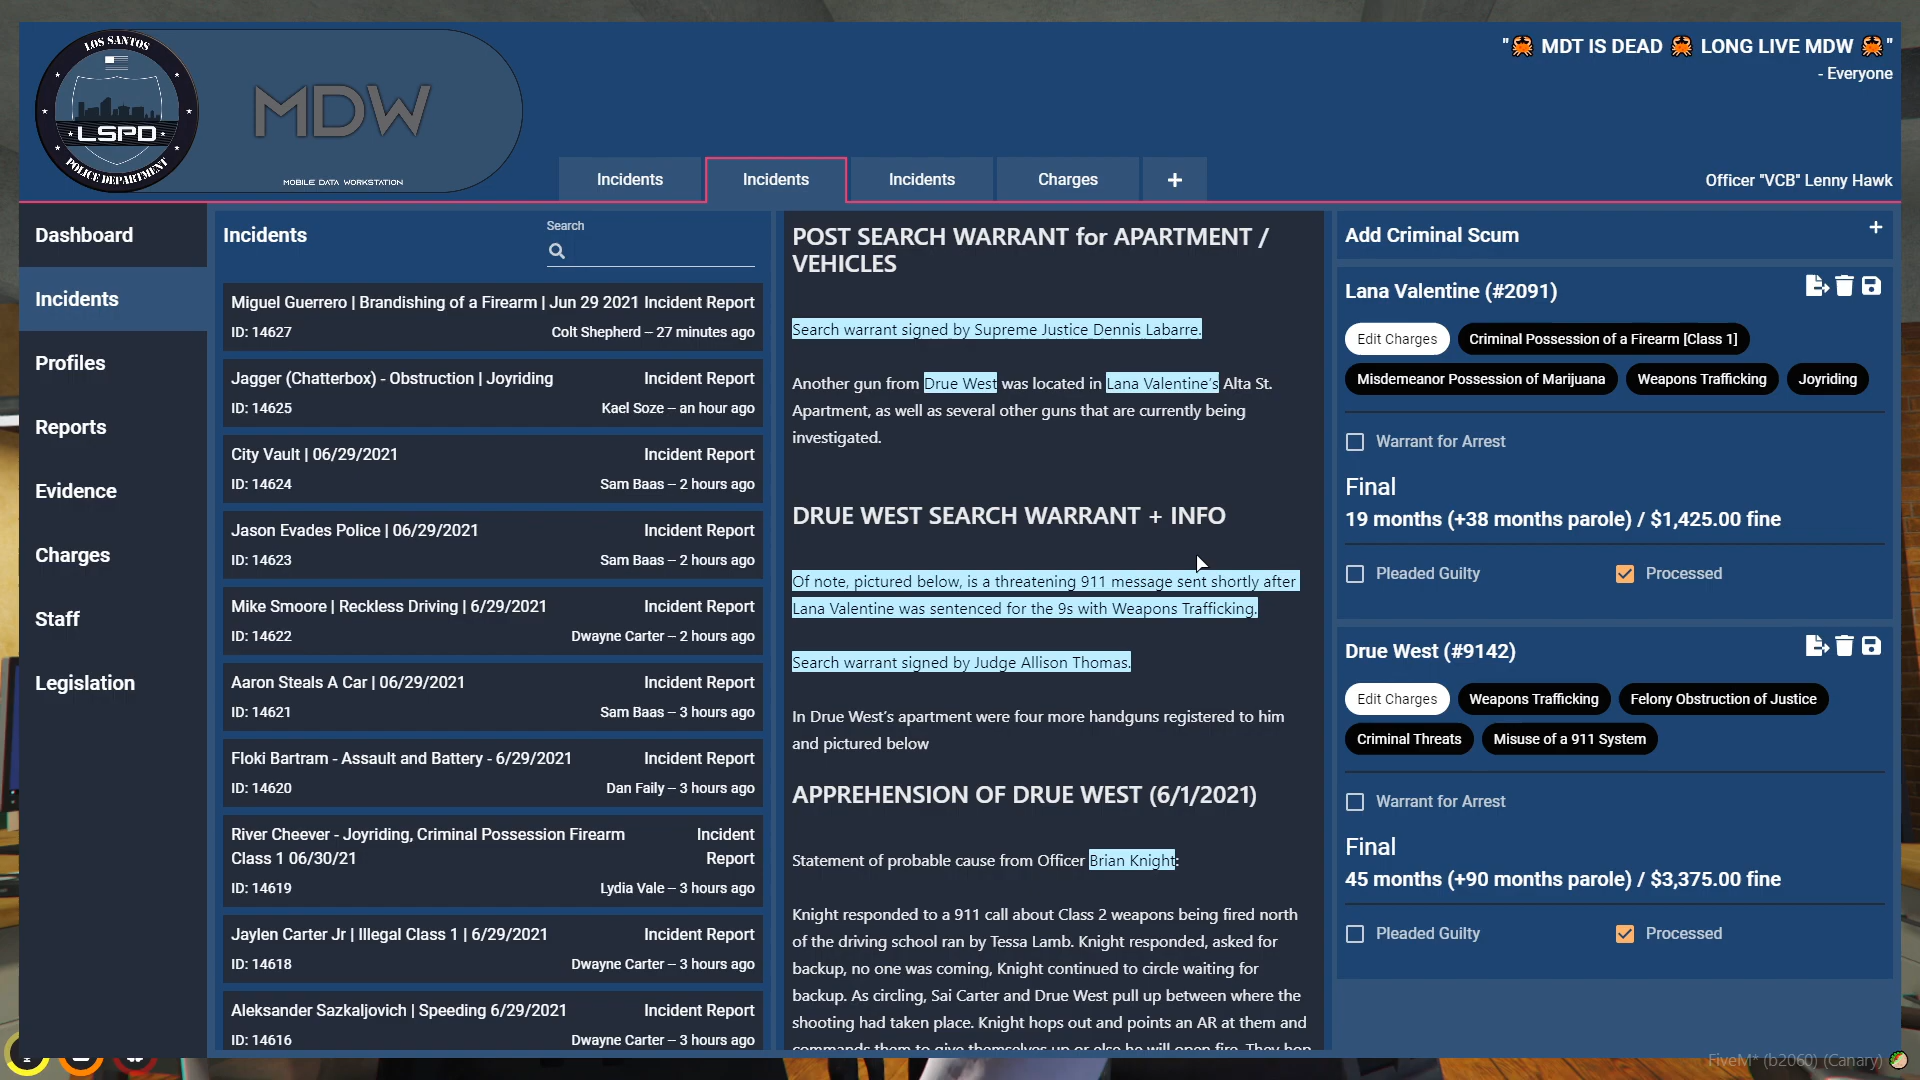 LOS SANTOS
LSPD
POLICE DEPARTMENT
MDW
MOBILE DATA WORKSTATION
"🦀 MDT IS DEAD 🦀 LONG LIVE MDW 🦀"
- Everyone
Incidents
Incidents
Incidents
Charges
+
Officer "VCB" Lenny Hawk
Dashboard
Incidents
Profiles
Reports
Evidence
Charges
Staff
Legislation
Incidents
Search
Miguel Guerrero | Brandishing of a Firearm | Jun 29 2021 Incident Report
ID: 14627 Colt Shepherd – 27 minutes ago
Jagger (Chatterbox) - Obstruction | Joyriding Incident Report
ID: 14625 Kael Soze – an hour ago
City Vault | 06/29/2021 Incident Report
ID: 14624 Sam Baas – 2 hours ago
Jason Evades Police | 06/29/2021 Incident Report
ID: 14623 Sam Baas – 2 hours ago
Mike Smoore | Reckless Driving | 6/29/2021 Incident Report
ID: 14622 Dwayne Carter – 2 hours ago
Aaron Steals A Car | 06/29/2021 Incident Report
ID: 14621 Sam Baas – 3 hours ago
Floki Bartram - Assault and Battery - 6/29/2021 Incident Report
ID: 14620 Dan Faily – 3 hours ago
River Cheever - Joyriding, Criminal Possession Firearm Incident
Class 1 06/30/21 Report
ID: 14619 Lydia Vale – 3 hours ago
Jaylen Carter Jr | Illegal Class 1 | 6/29/2021 Incident Report
ID: 14618 Dwayne Carter – 3 hours ago
Aleksander Sazkaljovich | Speeding 6/29/2021 Incident Report
ID: 14616 Dwayne Carter – 3 hours ago
POST SEARCH WARRANT for APARTMENT /
VEHICLES
Search warrant signed by Supreme Justice Dennis Labarre.
Another gun from Drue West was located in Lana Valentine's Alta St.
Apartment, as well as several other guns that are currently being
investigated.
DRUE WEST SEARCH WARRANT + INFO
Of note, pictured below, is a threatening 911 message sent shortly after
Lana Valentine was sentenced for the 9s with Weapons Trafficking.
Search warrant signed by Judge Allison Thomas.
In Drue West's apartment were four more handguns registered to him
and pictured below
APPREHENSION OF DRUE WEST (6/1/2021)
Statement of probable cause from Officer Brian Knight:
Knight responded to a 911 call about Class 2 weapons being fired north
of the driving school ran by Tessa Lamb. Knight responded, asked for
backup, no one was coming, Knight continued to circle waiting for
backup. As circling, Sai Carter and Drue West pull up between where the
shooting had taken place. Knight hops out and points an AR at them and
commands them to give themselves up or else he will open fire. They hop
Add Criminal Scum
+
Lana Valentine (#2091)
Edit Charges Criminal Possession of a Firearm [Class 1]
Misdemeanor Possession of Marijuana Weapons Trafficking Joyriding
Warrant for Arrest
Final
19 months (+38 months parole) / $1,425.00 fine
Pleaded Guilty Processed
Drue West (#9142)
Edit Charges Weapons Trafficking Felony Obstruction of Justice
Criminal Threats Misuse of a 911 System
Warrant for Arrest
Final
45 months (+90 months parole) / $3,375.00 fine
Pleaded Guilty Processed
FiveM* (b2060) (Canary)